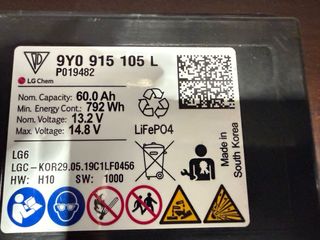 9Y0 915 105 L
P019482
LG Chem
Nom. Capacity: 60.0 Ah
Min. Energy Cont.: 792 Wh
Nom. Voltage: 13.2 V
Max. Voltage: 14.8 V
LiFePO4
Made in
South Korea
LG6
LGC-KOR29.05.19C1LF0456
HW: H10 SW: 1000